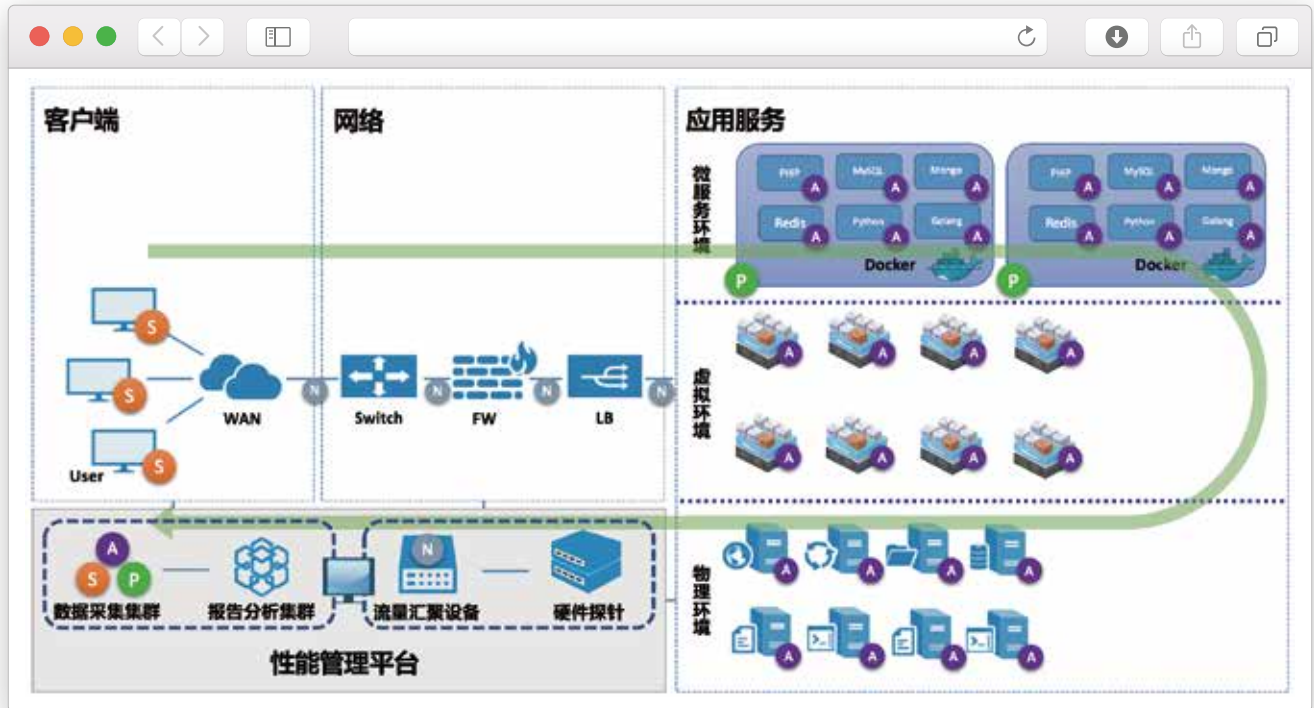 客户端
网络
应用服务
微服务环境
PHP
MySQL
Mongo
A
A
A
Redis
Python
Golang
A
A
A
Docker
P
PHP
MySQL
Mongo
A
A
A
Redis
Python
Golang
A
A
A
Docker
P
S
S
S
User
WAN
N
Switch
N
FW
N
LB
N
虚拟环境
A
A
A
A
A
A
A
A
物理环境
A
A
A
A
A
A
A
A
A
S
P
数据采集集群
报告分析集群
N
流量汇聚设备
硬件探针
性能管理平台